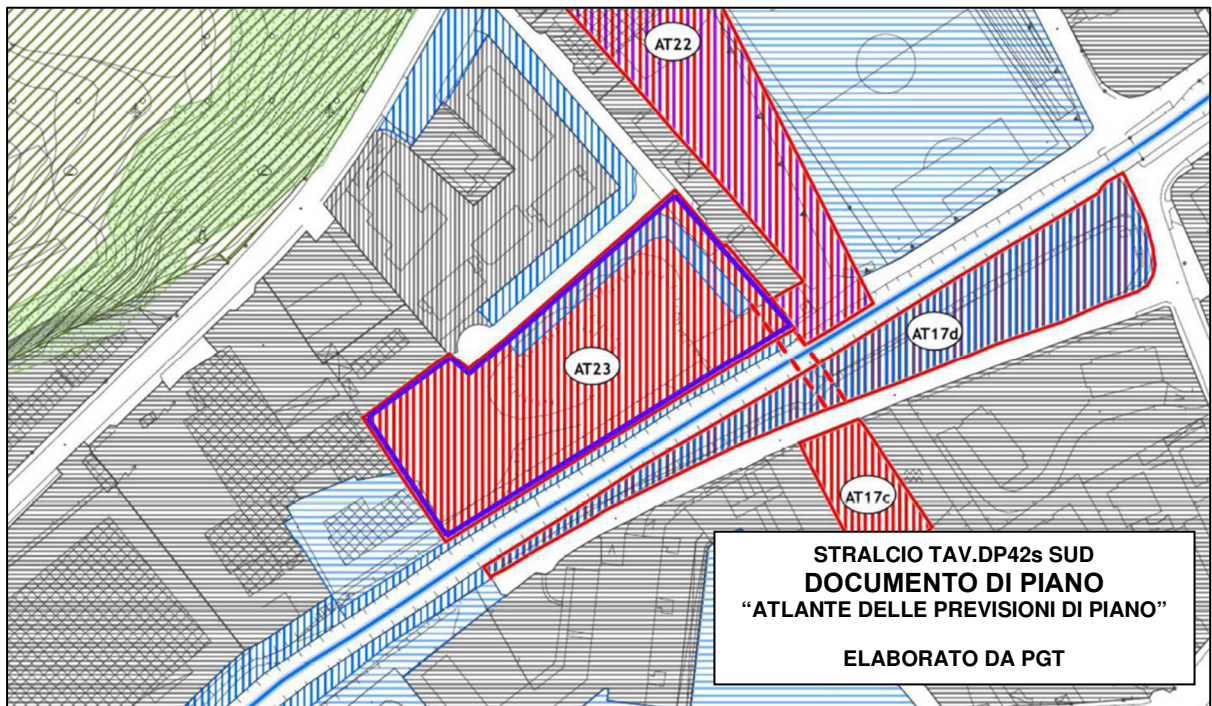 AT22
AT17d
AT23
AT17c
STRALCIO TAV.DP42s SUD
DOCUMENTO DI PIANO
“ATLANTE DELLE PREVISIONI DI PIANO”
ELABORATO DA PGT